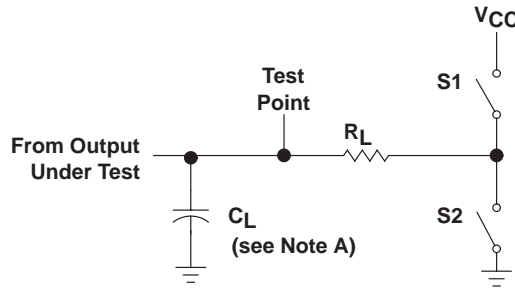 VCC
Test
Point
S1
RL
From Output
Under Test
CL
(see Note A)
S2